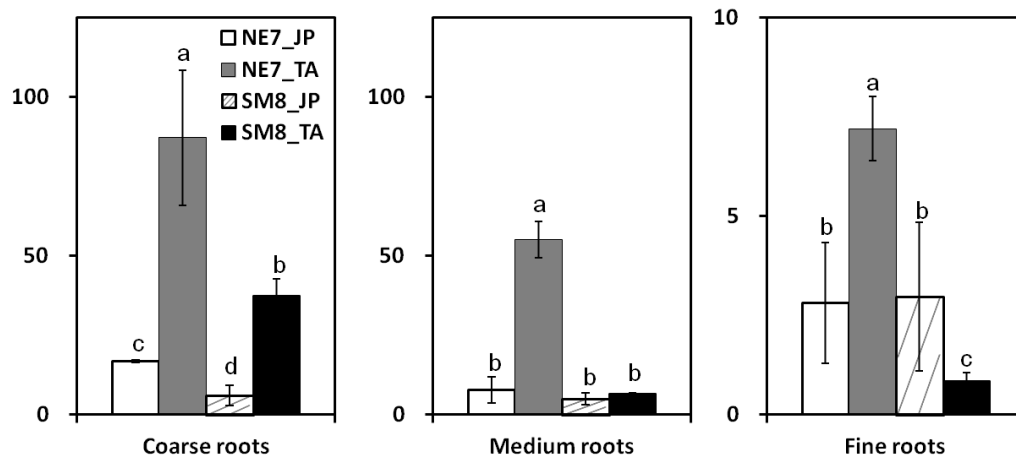 100
50
0
a
c
d
b
NE7_JP
NE7_TA
SM8_JP
SM8_TA
Coarse roots
100
50
0
b
a
b
b
Medium roots
10
5
0
b
a
b
c
Fine roots